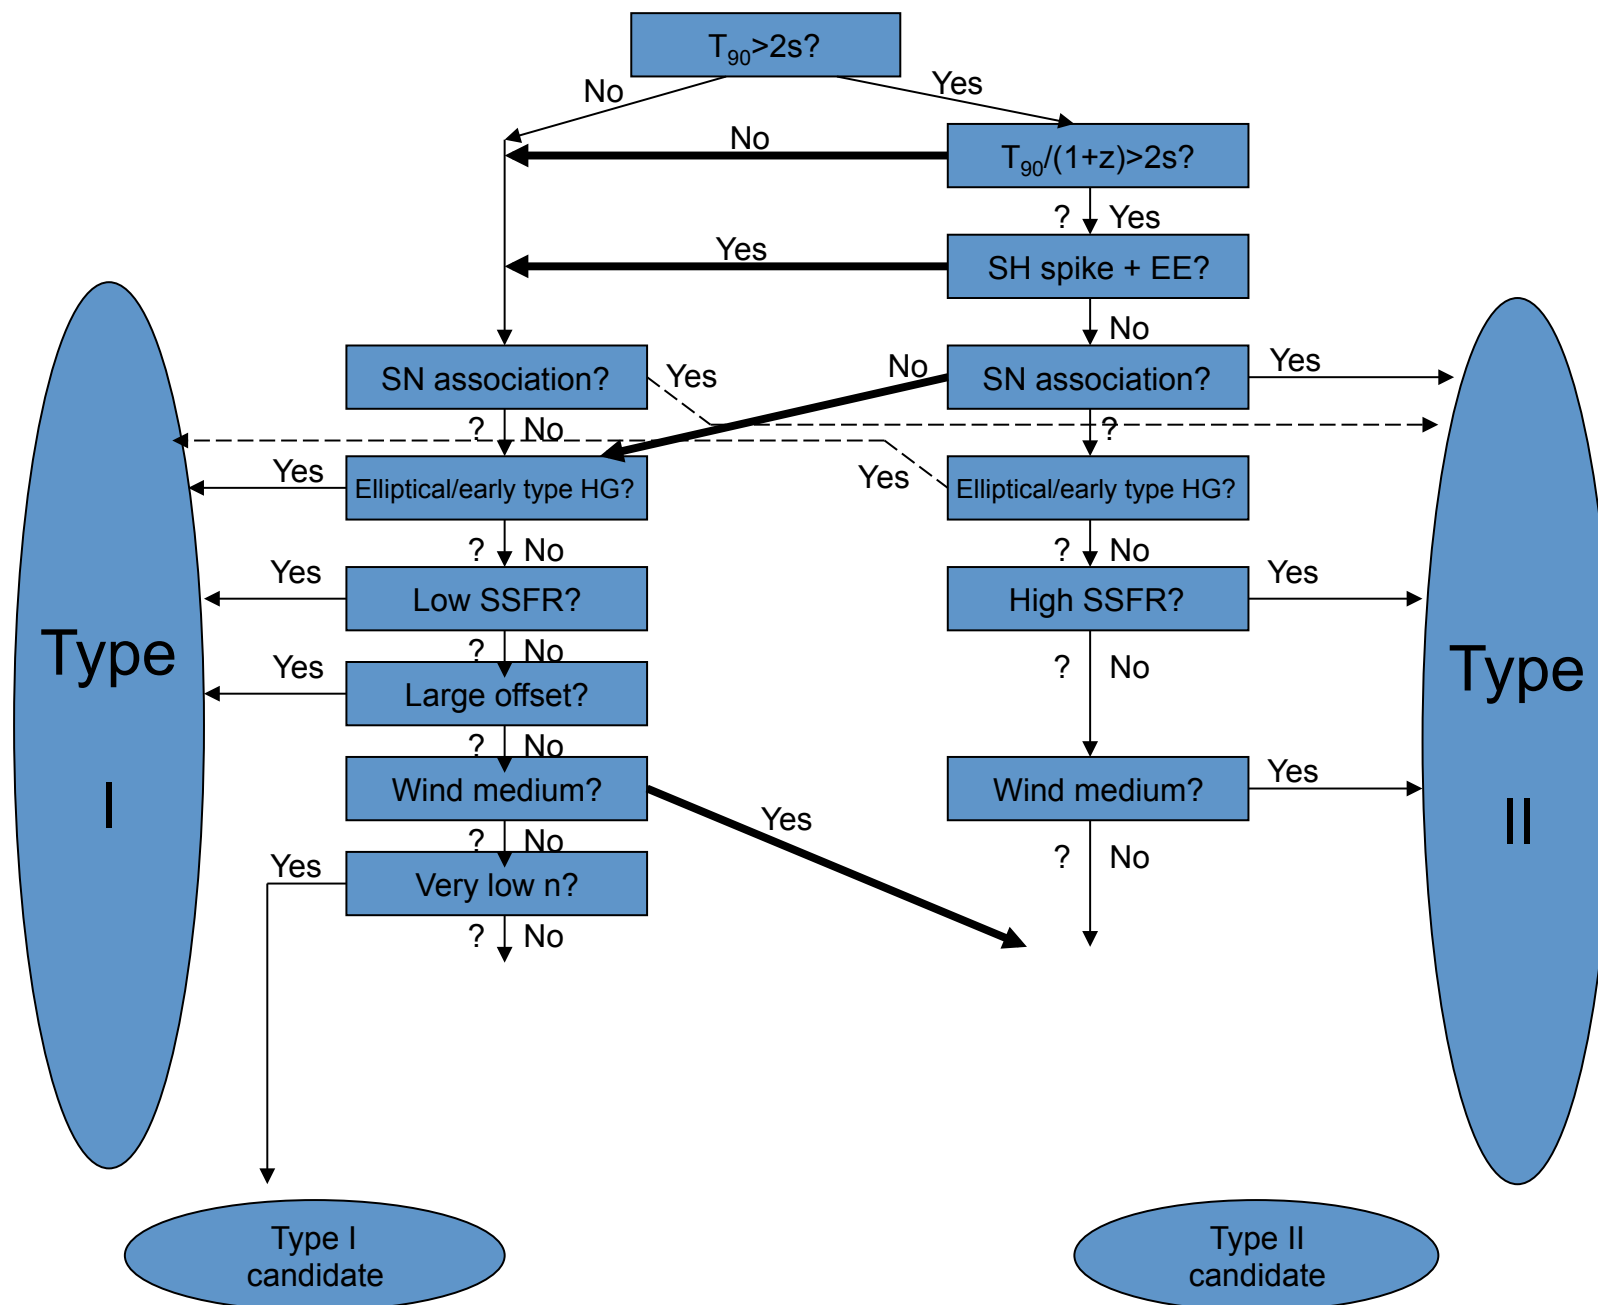 T90>2s?
No
Yes
No
T90/(1+z)>2s?
? Yes
Yes
SH spike + EE?
No
SN association?
Yes
No
SN association?
Yes
? No
?
Yes
Elliptical/early type HG?
Yes
Elliptical/early type HG?
? No
? No
Yes
Low SSFR?
High SSFR?
Yes
Type
I
? No
? No
Type
II
Yes
Large offset?
? No
Wind medium?
Yes
Wind medium?
Yes
? No
? No
Yes
Very low n?
? No
Type I
candidate
Type II
candidate